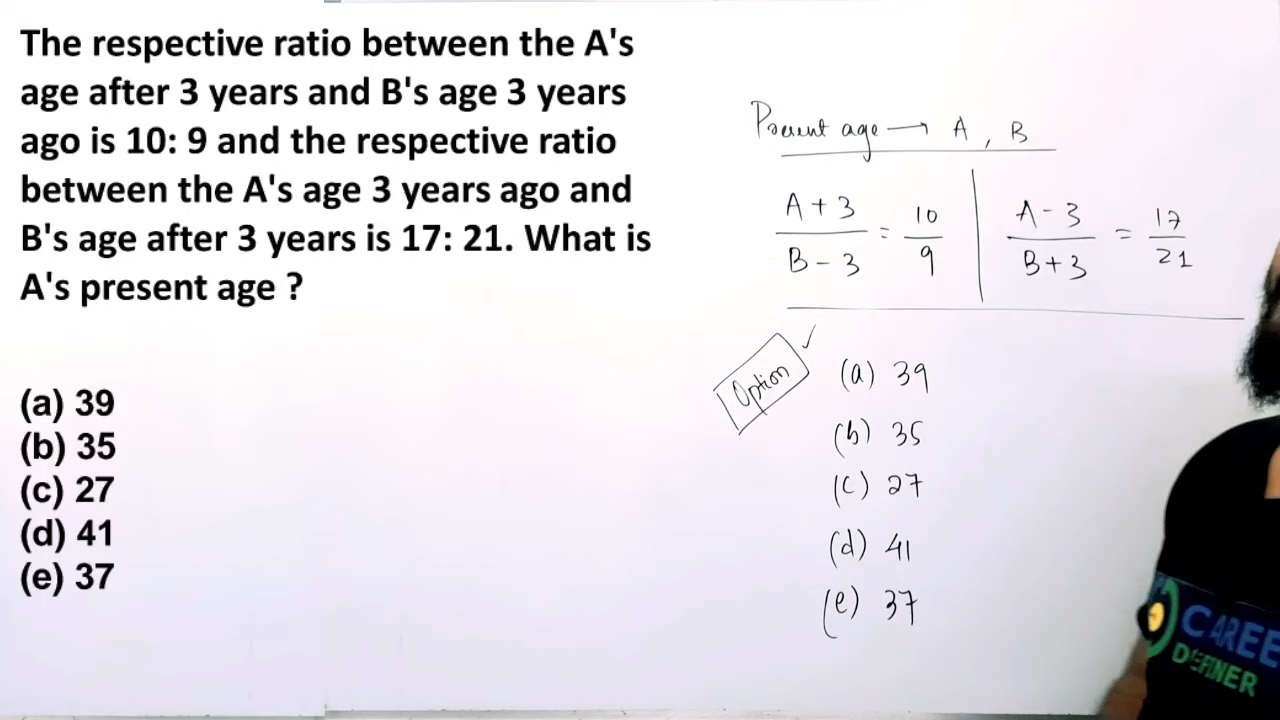 The respective ratio between the A's
age after 3 years and B's age 3 years
ago is 10: 9 and the respective ratio
between the A's age 3 years ago and
B's age after 3 years is 17: 21. What is
A's present age ?
(a) 39
(b) 35
(c) 27
(d) 41
(e) 37
Present age → A , B
A + 3 / B - 3 = 10 / 9
A - 3 / B + 3 = 17 / 21
Option ✓
(a) 39
(b) 35
(c) 27
(d) 41
(e) 37
CAREE
DEFINER